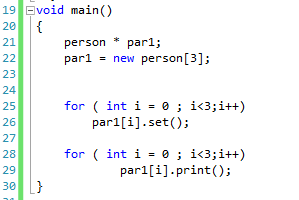 19 void main()
20 {
21 person * par1;
22 par1 = new person[3];
23
24
25 for ( int i = 0 ; i<3;i++)
26 par1[i].set();
27
28 for ( int i = 0 ; i<3;i++)
29 par1[i].print();
30 }